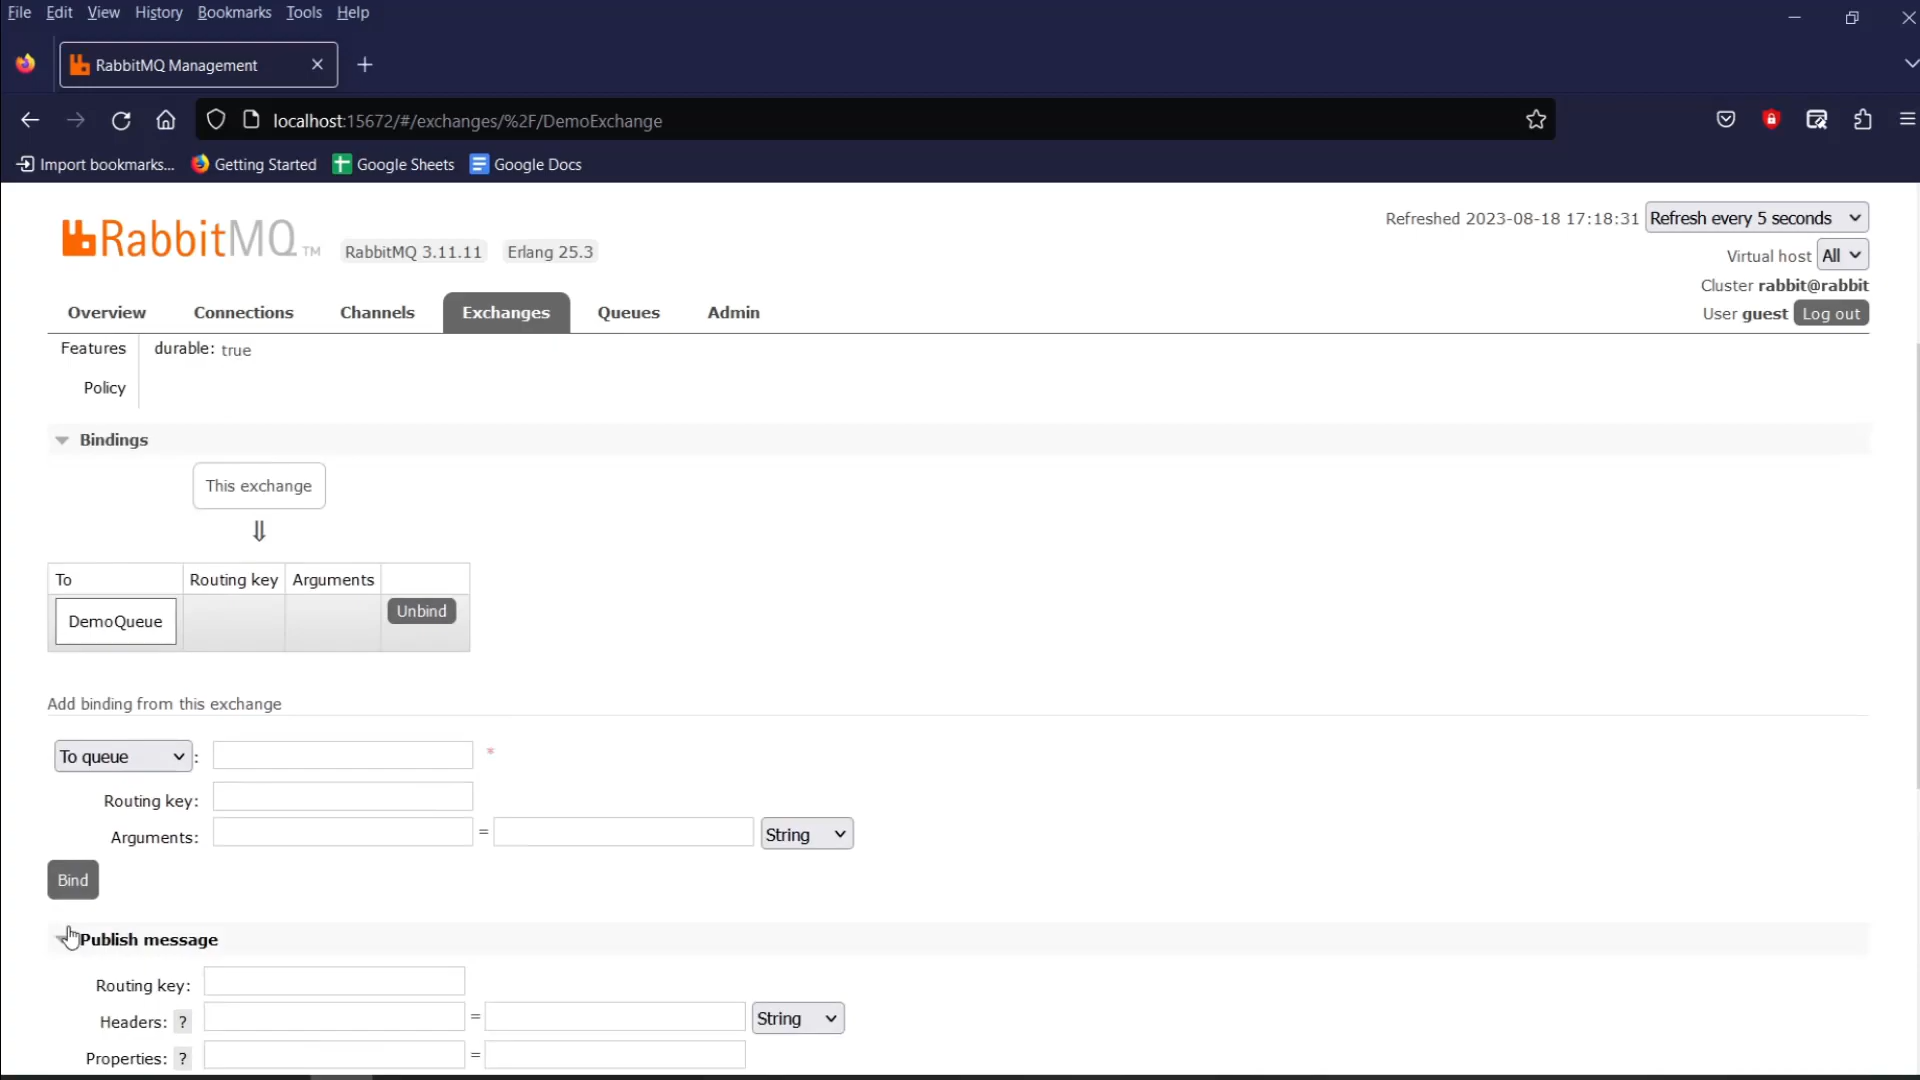 File Edit View History Bookmarks Tools Help
RabbitMQ Management
localhost:15672/#/exchanges/%2F/DemoExchange
Import bookmarks... Getting Started Google Sheets Google Docs
RabbitMQ TM RabbitMQ 3.11.11 Erlang 25.3
Refreshed 2023-08-18 17:18:31 Refresh every 5 seconds
Virtual host All
Cluster rabbit@rabbit
User guest Log out
Overview Connections Channels Exchanges Queues Admin
Features durable: true
Policy
Bindings
This exchange
⇓
To Routing key Arguments
DemoQueue Unbind
Add binding from this exchange
To queue : *
Routing key:
Arguments: = String
Bind
Publish message
Routing key:
Headers: ? = String
Properties: ? =